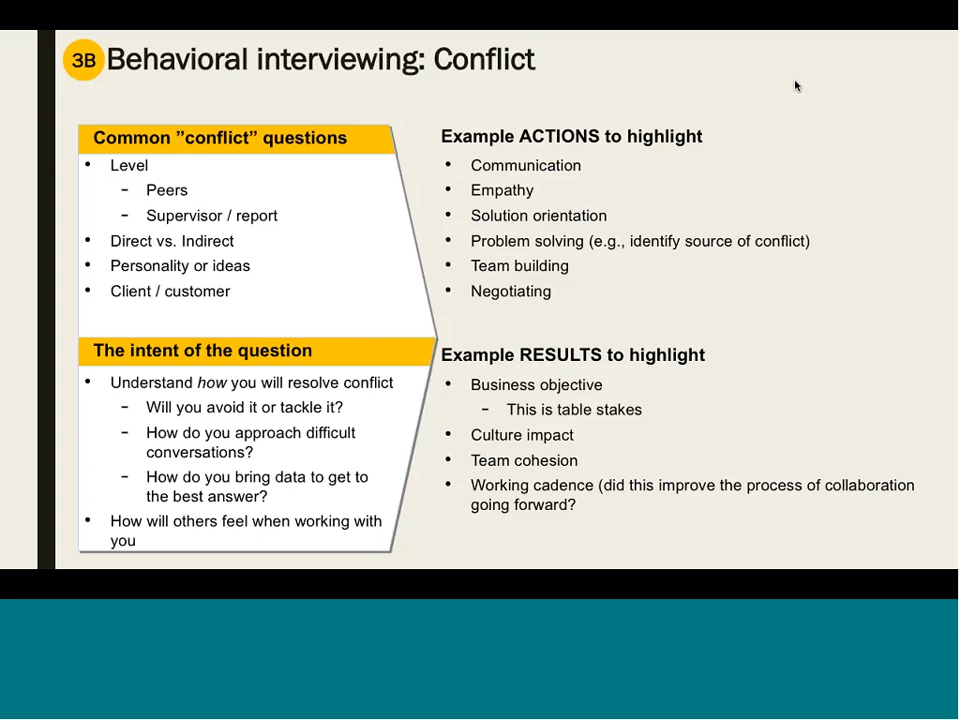 3B Behavioral interviewing: Conflict
Common ”conflict” questions
• Level
- Peers
- Supervisor / report
• Direct vs. Indirect
• Personality or ideas
• Client / customer
The intent of the question
• Understand how you will resolve conflict
- Will you avoid it or tackle it?
- How do you approach difficult
conversations?
- How do you bring data to get to
the best answer?
• How will others feel when working with
you
Example ACTIONS to highlight
• Communication
• Empathy
• Solution orientation
• Problem solving (e.g., identify source of conflict)
• Team building
• Negotiating
Example RESULTS to highlight
• Business objective
- This is table stakes
• Culture impact
• Team cohesion
• Working cadence (did this improve the process of collaboration
going forward?